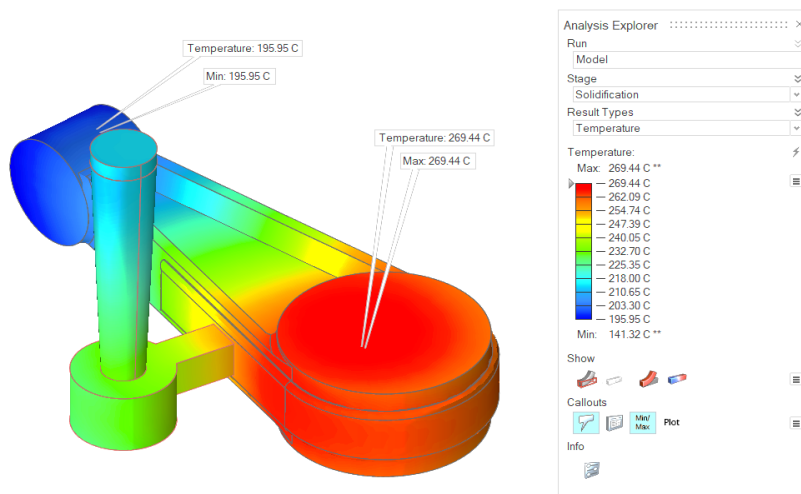 Temperature: 195.95 C
Min: 195.95 C
Temperature: 269.44 C
Max: 269.44 C
Analysis Explorer
Run
Model
Stage
Solidification
Result Types
Temperature
Temperature:
Max: 269.44 C **
269.44 C
262.09 C
254.74 C
247.39 C
240.05 C
232.70 C
225.35 C
218.00 C
210.65 C
203.30 C
195.95 C
Min: 141.32 C **
Show
Callouts
Min/
Max
Plot
Info